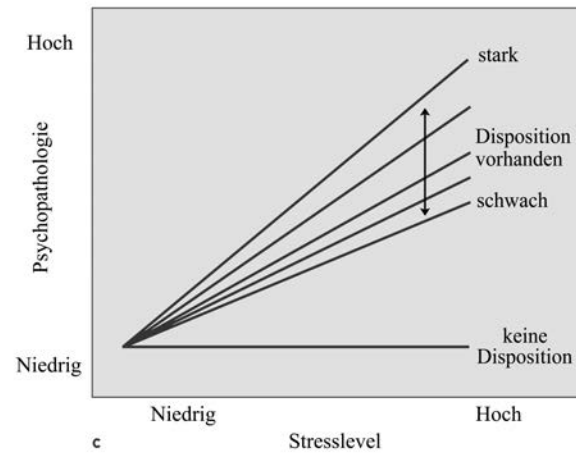 Hoch
stark
Psychopathologie
Disposition
vorhanden
schwach
keine
Disposition
Niedrig
Niedrig
Hoch
c
Stresslevel